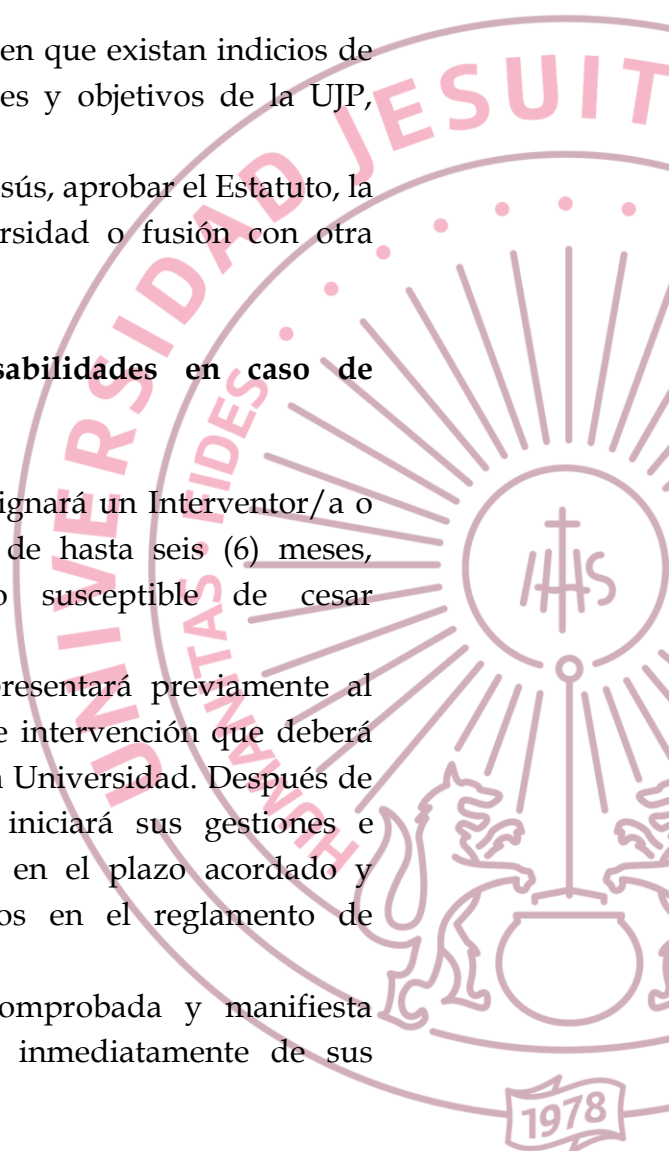 en que existan indicios de
es y objetivos de la UJP,
sús, aprobar el Estatuto, la
ersidad o fusión con otra
sabilidades en caso de
ignará un Interventor/a o
de hasta seis (6) meses,
o susceptible de cesar
presentará previamente al
e intervención que deberá
a Universidad. Después de
iniciará sus gestiones e
en el plazo acordado y
os en el reglamento de
omprobada y manifiesta
inmediatamente de sus
UNIVERSIDAD JESUIT
HUMANITAS • FIDES
IHS
1978